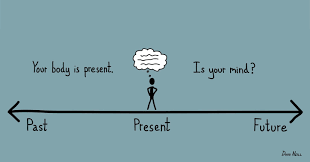 Your body is present.
Is your mind?
Past
Present
Future